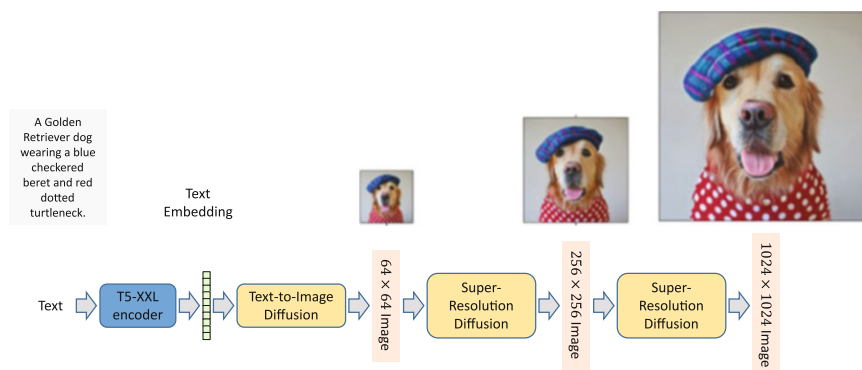 A Golden
Retriever dog
wearing a blue
checkered
beret and red
dotted
turtleneck.
Text
Embedding
Text
T5-XXL
encoder
Text-to-Image
Diffusion
64 × 64 Image
Super-
Resolution
Diffusion
256 × 256 Image
Super-
Resolution
Diffusion
1024 × 1024 Image